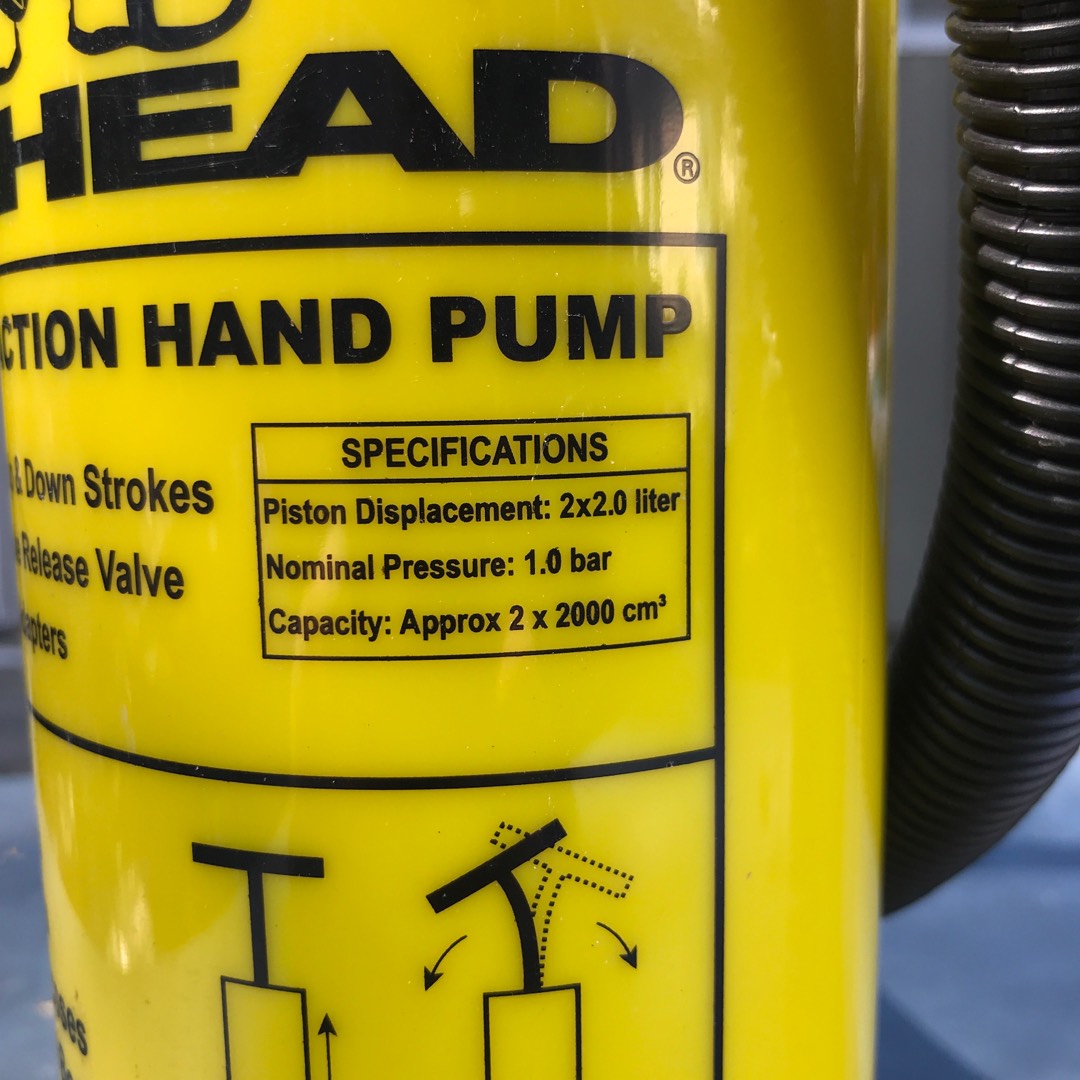 HEAD®
ACTION HAND PUMP
SPECIFICATIONS
& Down Strokes
Piston Displacement: 2x2.0 liter
Release Valve
Nominal Pressure: 1.0 bar
Capacity: Approx 2 x 2000 cm³